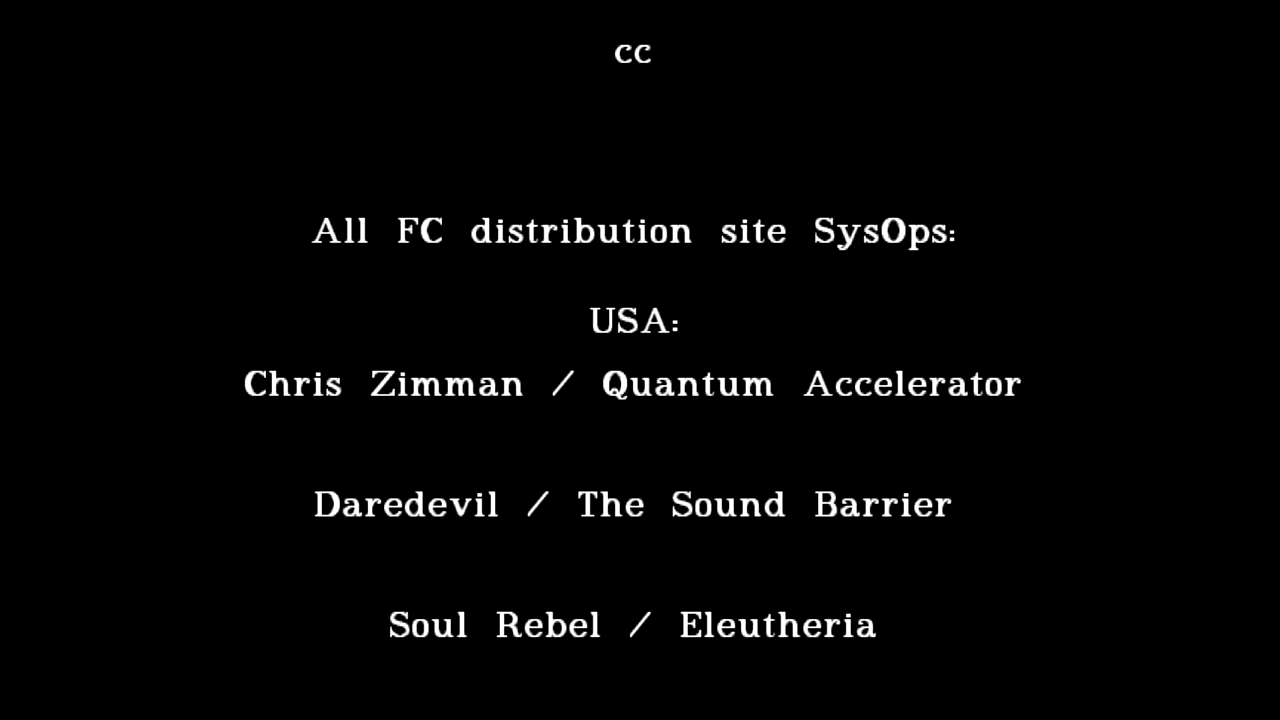 cc
All FC distribution site SysOps:
USA:
Chris Zimman / Quantum Accelerator
Daredevil / The Sound Barrier
Soul Rebel / Eleutheria